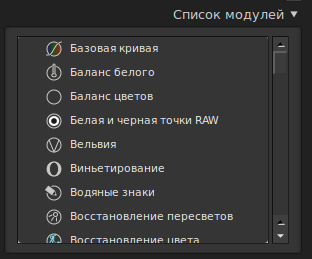 Список модулей
Базовая кривая
Баланс белого
Баланс цветов
Белая и черная точки RAW
Вельвия
Виньетирование
Водяные знаки
Восстановление пересветов
Восстановление цвета